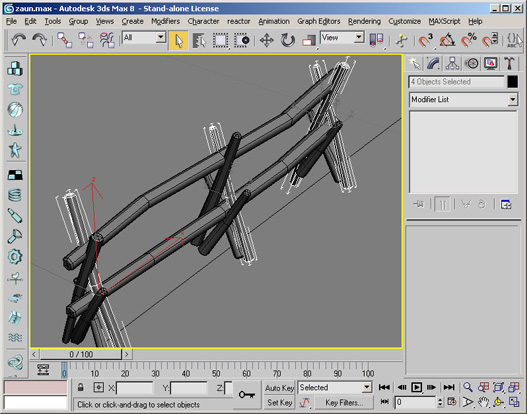 zaun.max - Autodesk 3ds Max 8 - Stand-alone License
File Edit Tools Group Views Create Modifiers Character reactor Animation Graph Editors Rendering Customize MAXScript Help
All
View
3
%
4 Objects Selected
Modifier List
z
0 / 100
0 10 20 30 40 50 60 70 80 90 100
X: Y: Z:
Auto Key Selected
Click or click-and-drag to select objects
Set Key Key Filters...
0